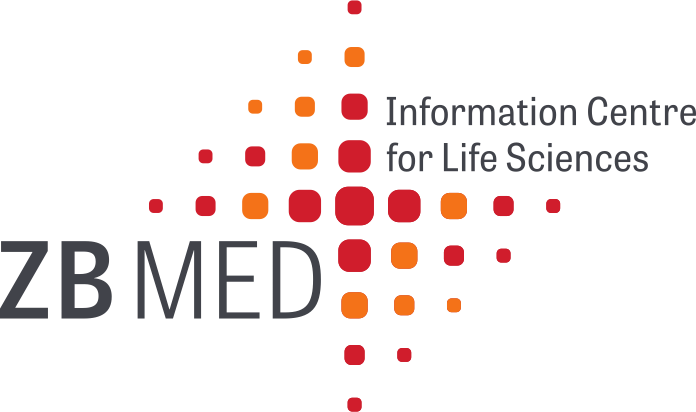 Information Centre
for Life Sciences
ZB MED